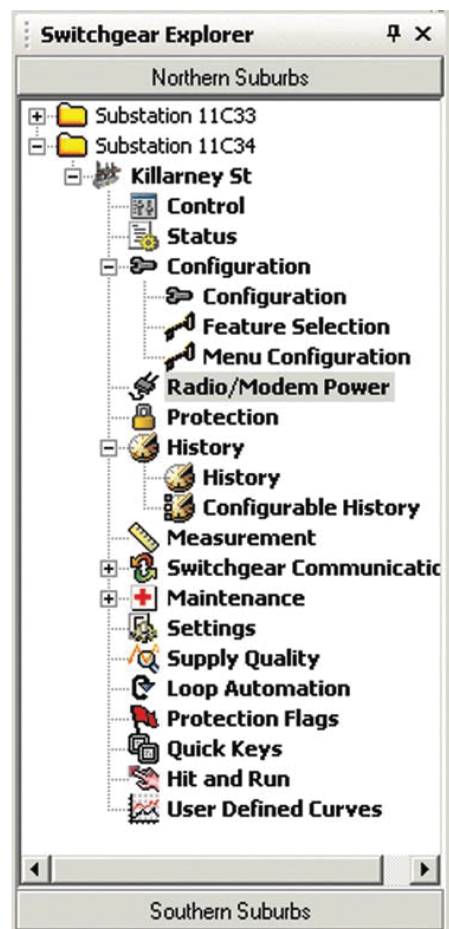 Switchgear Explorer
Northern Suburbs
Substation 11C33
Substation 11C34
Killarney St
Control
Status
Configuration
Configuration
Feature Selection
Menu Configuration
Radio/Modem Power
Protection
History
History
Configurable History
Measurement
Switchgear Communicatic
Maintenance
Settings
Supply Quality
Loop Automation
Protection Flags
Quick Keys
Hit and Run
User Defined Curves
Southern Suburbs